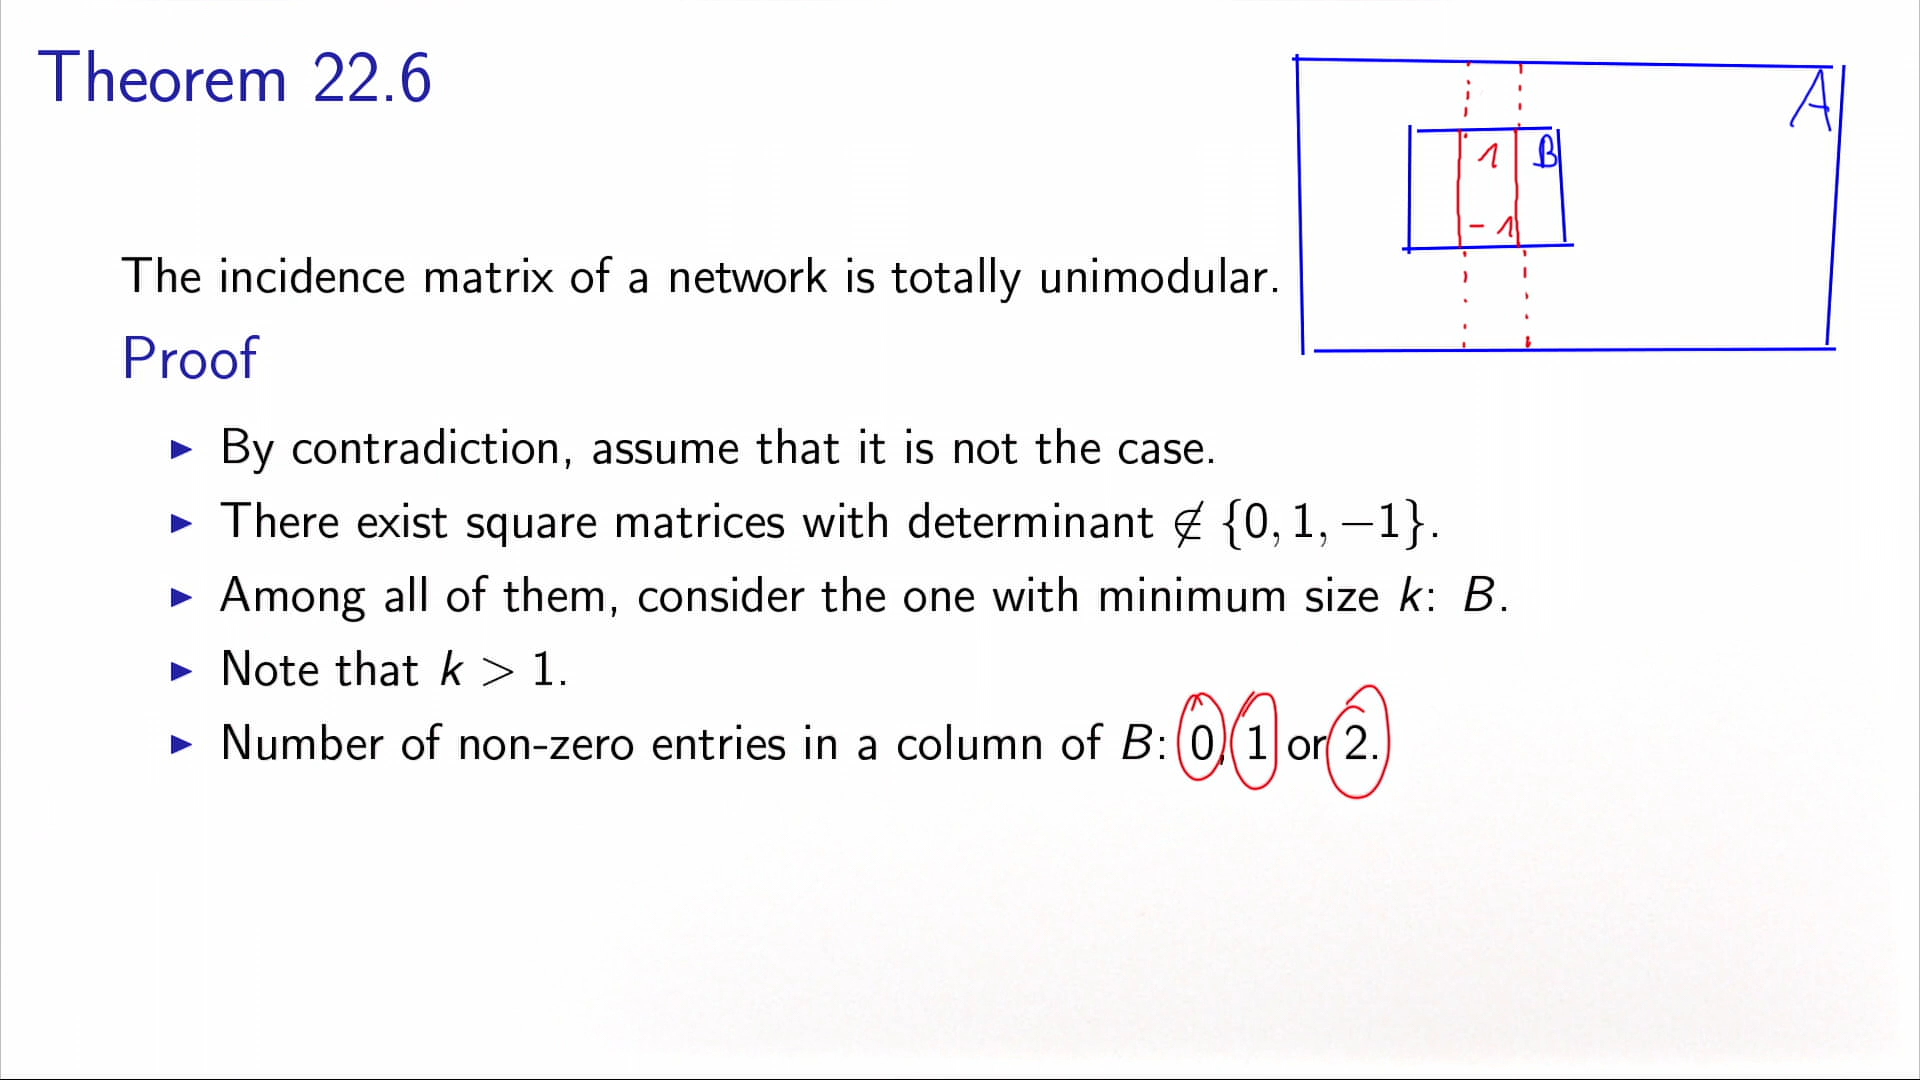 Theorem 22.6
A
1
B
-1
The incidence matrix of a network is totally unimodular.
Proof
▶ By contradiction, assume that it is not the case.
▶ There exist square matrices with determinant ∉ {0, 1, −1}.
▶ Among all of them, consider the one with minimum size k: B.
▶ Note that k > 1.
▶ Number of non-zero entries in a column of B: 0, 1 or 2.